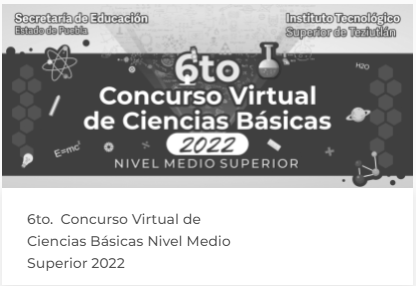 Secretaría de Educación
Estado de Puebla
Instituto Tecnológico
Superior de Teziutlán
6to
Concurso Virtual
de Ciencias Básicas
2022
NIVEL MEDIO SUPERIOR
H2O
E=mc²
6to. Concurso Virtual de
Ciencias Básicas Nivel Medio
Superior 2022